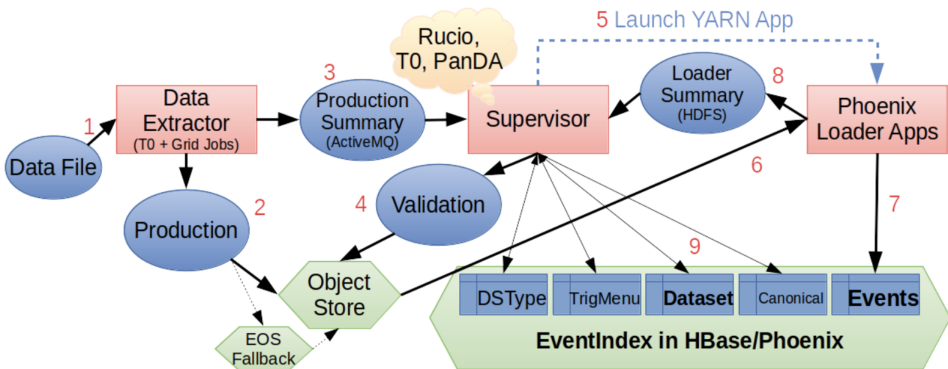 5 Launch YARN App
Rucio,
T0, PanDA
3
8
1
Data
Extractor
(T0 + Grid Jobs)
Production
Summary
(ActiveMQ)
Supervisor
Loader
Summary
(HDFS)
Phoenix
Loader Apps
Data File
6
2
4
7
Production
Validation
9
Object
Store
DSType
TrigMenu
Dataset
Canonical
Events
EOS
Fallback
EventIndex in HBase/Phoenix